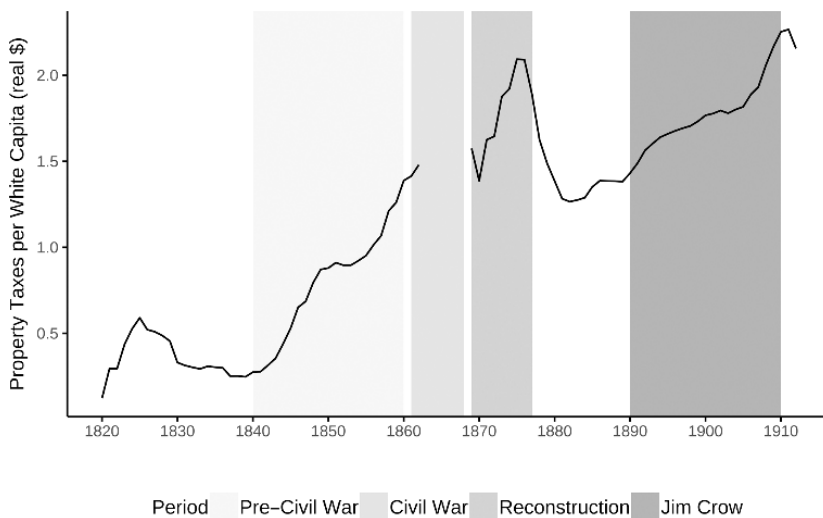 Property Taxes per White Capita (real $)
2.0
1.5
1.0
0.5
1820 1830 1840 1850 1860 1870 1880 1890 1900 1910
Period Pre–Civil War Civil War Reconstruction Jim Crow